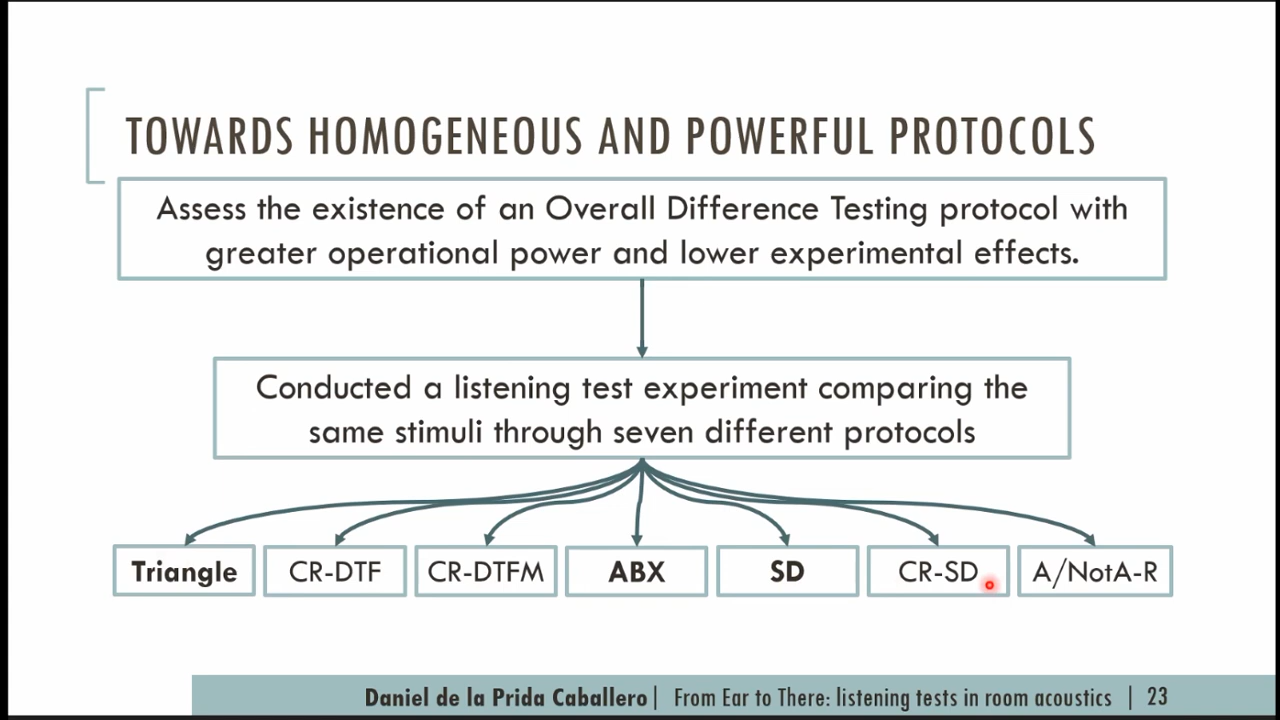 TOWARDS HOMOGENEOUS AND POWERFUL PROTOCOLS
Assess the existence of an Overall Difference Testing protocol with
greater operational power and lower experimental effects.
Conducted a listening test experiment comparing the
same stimuli through seven different protocols
Triangle
CR-DTF
CR-DTFM
ABX
SD
CR-SD
A/NotA-R
Daniel de la Prida Caballero| From Ear to There: listening tests in room acoustics | 23